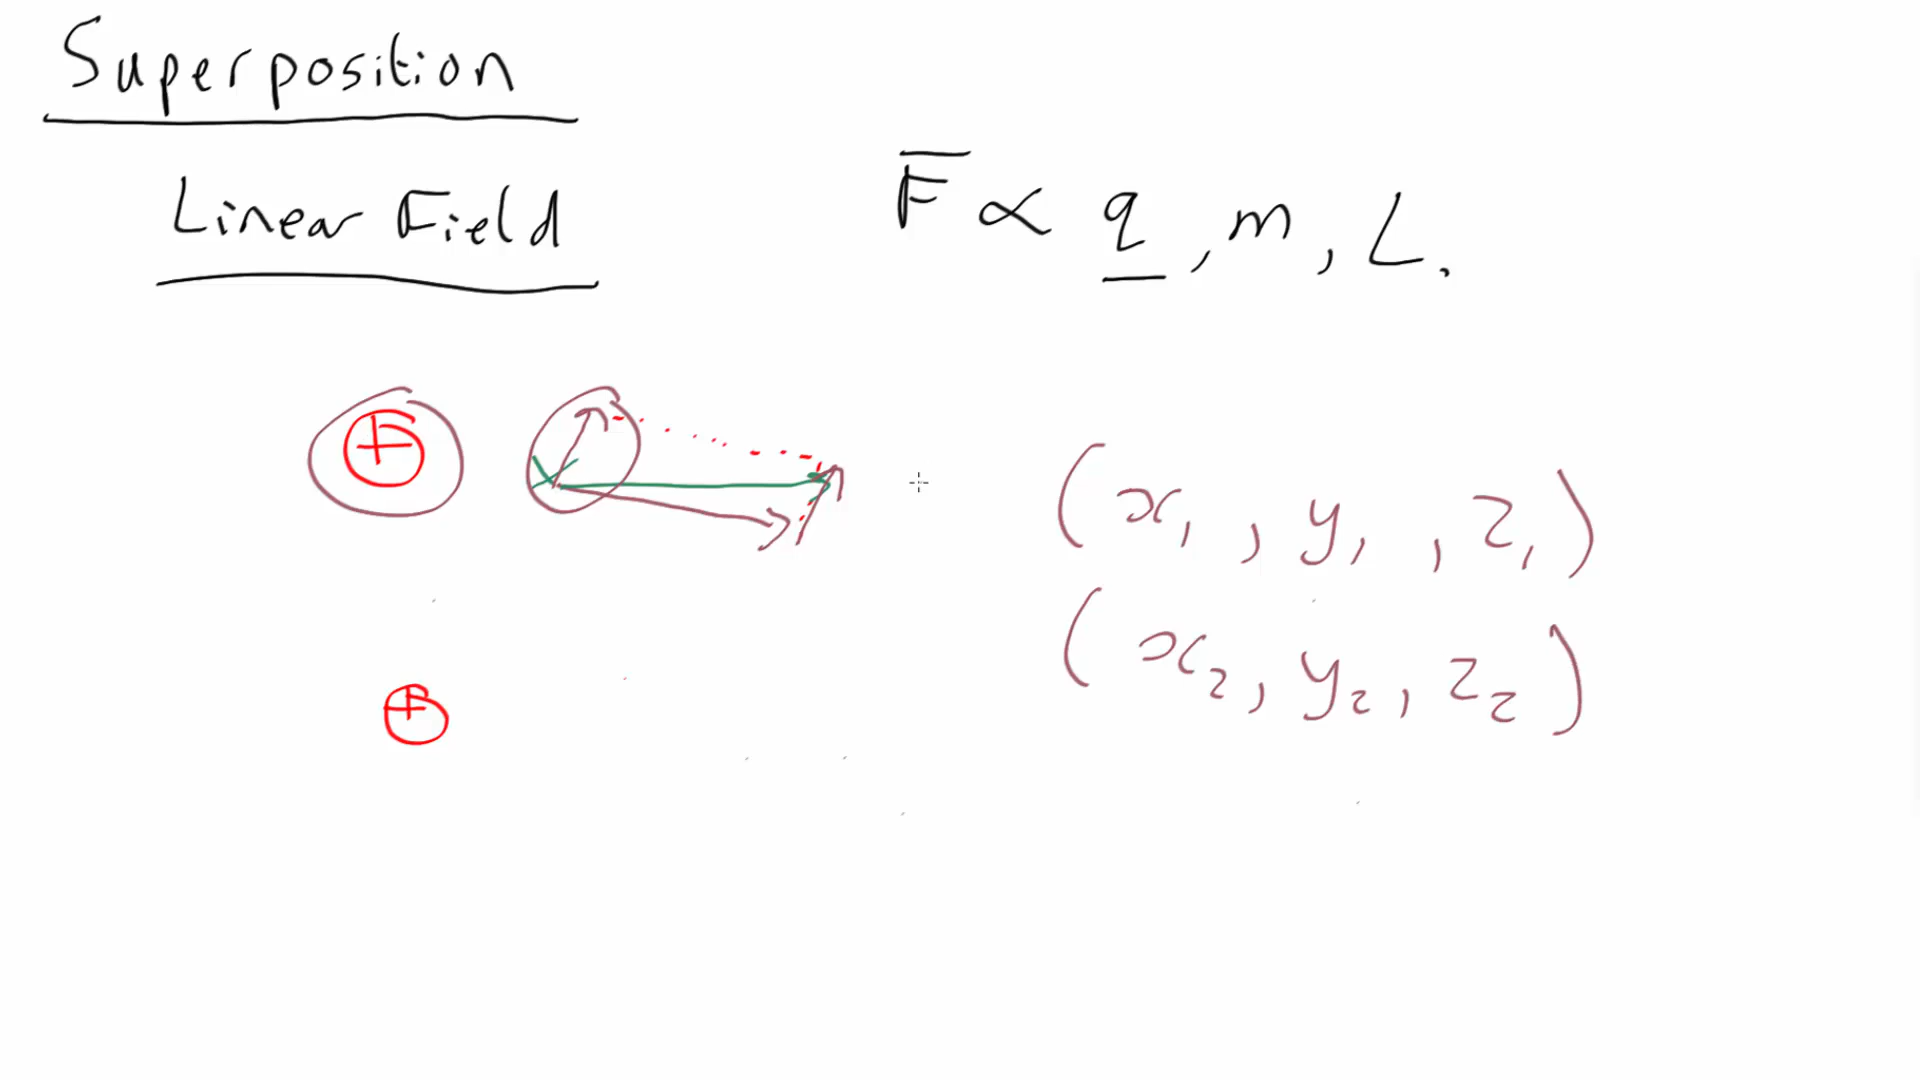 Superposition
Linear Field
F̅ ∝ q, m, L.
+
(x₁, y₁, z₁)
(x₂, y₂, z₂)
+